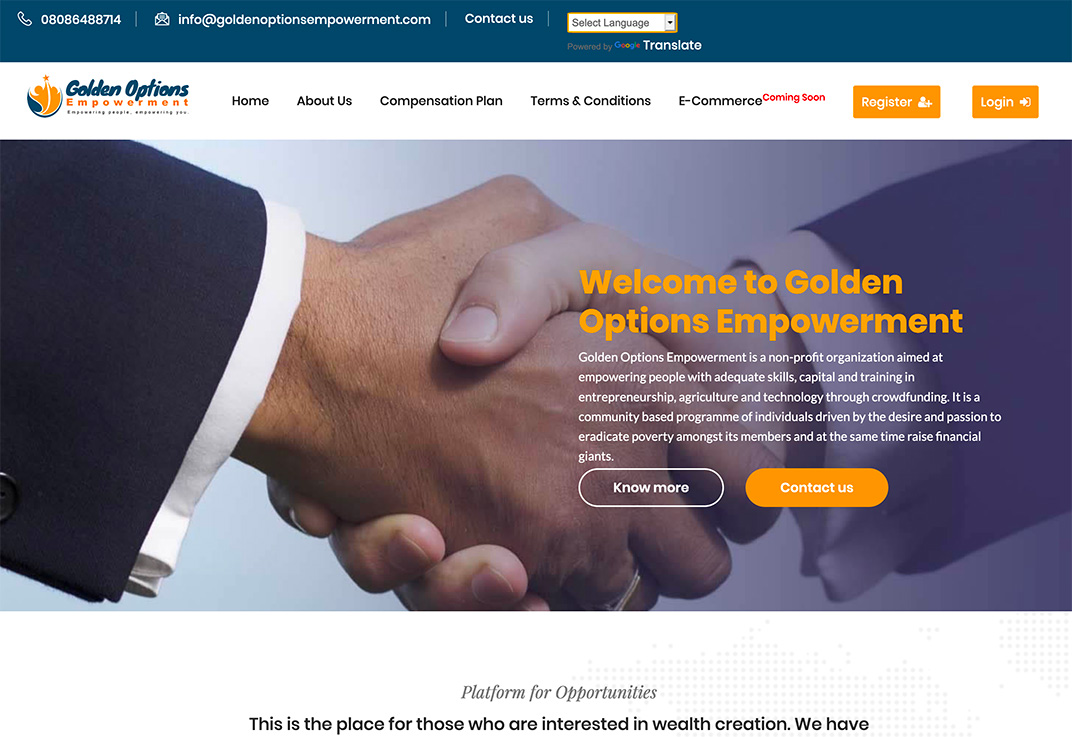 08086488714
info@goldenoptionsempowerment.com
Contact us
Select Language
Powered by Google Translate
Golden Options
Empowerment
Empowering people, empowering you.
Home
About Us
Compensation Plan
Terms & Conditions
E-Commerce Coming Soon
Register
Login
Welcome to Golden
Options Empowerment
Golden Options Empowerment is a non-profit organization aimed at
empowering people with adequate skills, capital and training in
entrepreneurship, agriculture and technology through crowdfunding. It is a
community based programme of individuals driven by the desire and passion to
eradicate poverty amongst its members and at the same time raise financial
giants.
Know more
Contact us
Platform for Opportunities
This is the place for those who are interested in wealth creation. We have